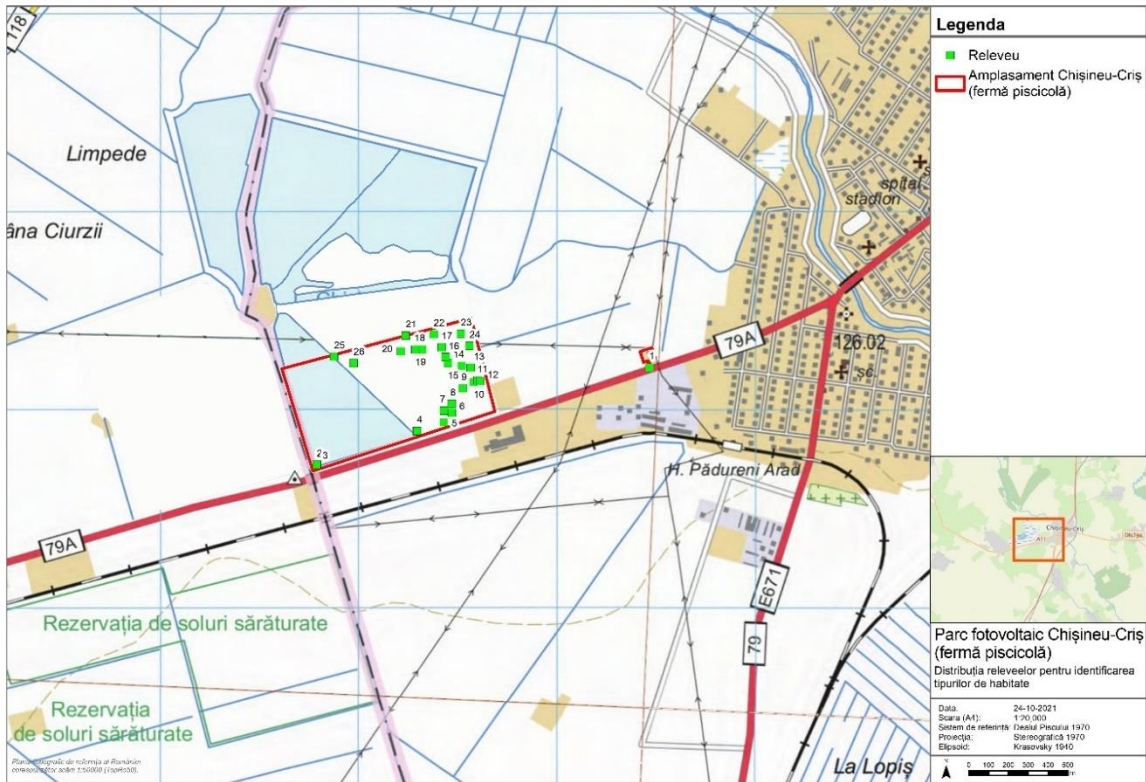 118
Limpede
âna Ciurzii
spital
stadion
79A
126.02
sc.
21
22
23
25
26
20
18
17
24
19
16
14
13
15
11
9
12
10
8
7
6
5
4
2
3
1
H. Pădureni Arad
79A
E671
79
Rezervația de soluri sărăturate
Rezervația
de soluri sărăturate
La Lopiș
Legenda
Releveu
Amplasament Chișineu-Criș
(fermă piscicolă)
Chișineu-Criș
Parc fotovoltaic Chișineu-Criș
(fermă piscicolă)
Distribuția releveelor pentru identificarea
tipurilor de habitate
Data: 24-10-2021
Scara (A4): 1:20,000
Sistem de referință: Dealul Piscului 1970
Proiecția: Stereografică 1970
Elipsoid: Krasovsky 1940
N
0 100 200 300 400 500 600
m